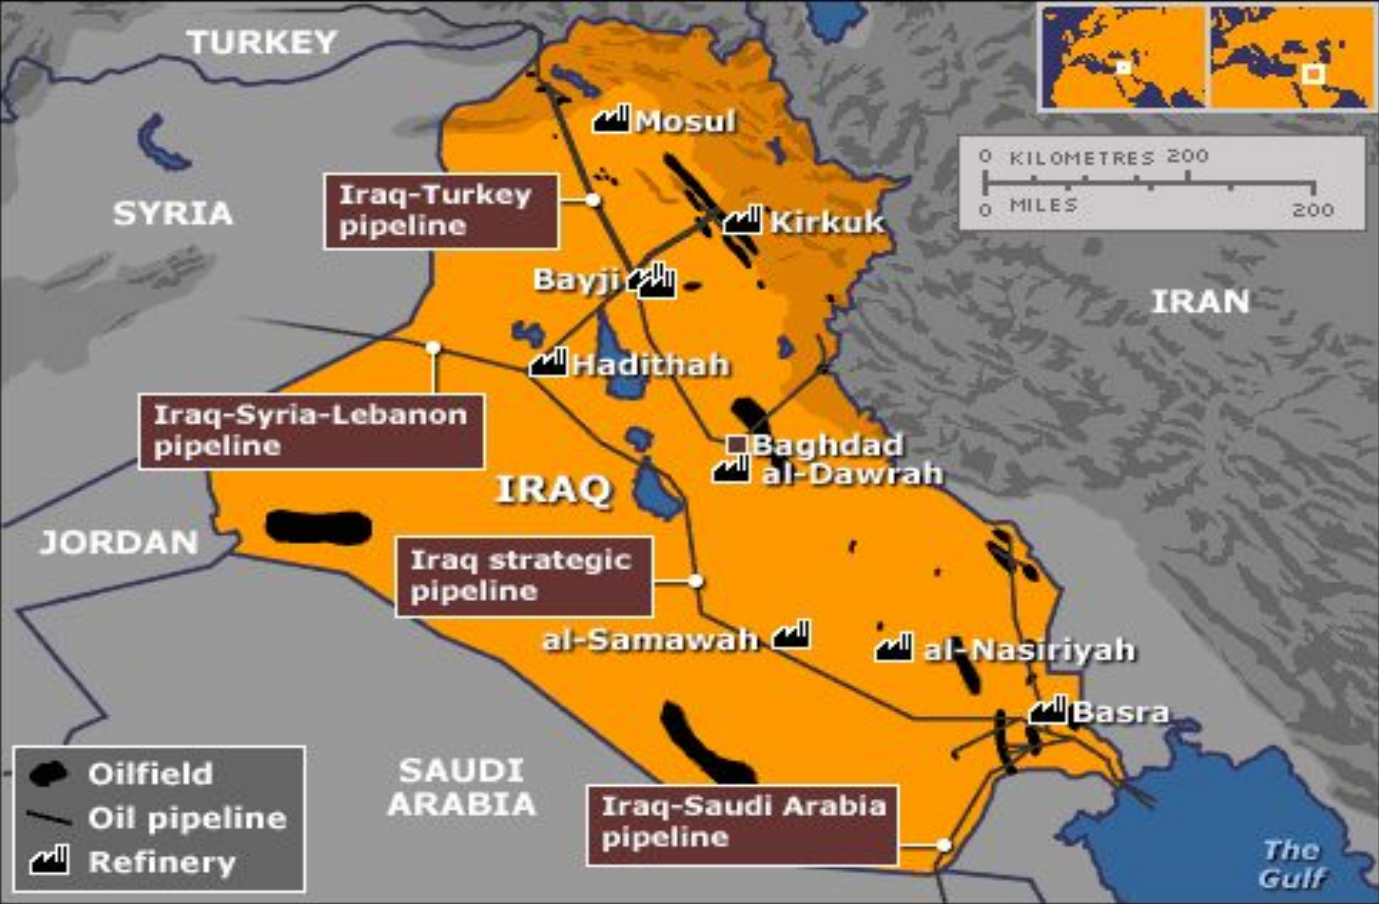 TURKEY
Mosul
0 KILOMETRES 200
0 MILES 200
Iraq-Turkey
pipeline
SYRIA
Kirkuk
Bayji
IRAN
Hadithah
Iraq-Syria-Lebanon
pipeline
Baghdad
al-Dawrah
IRAQ
JORDAN
Iraq strategic
pipeline
al-Samawah
al-Nasiriyah
Basra
SAUDI
ARABIA
Iraq-Saudi Arabia
pipeline
Oilfield
Oil pipeline
Refinery
The
Gulf